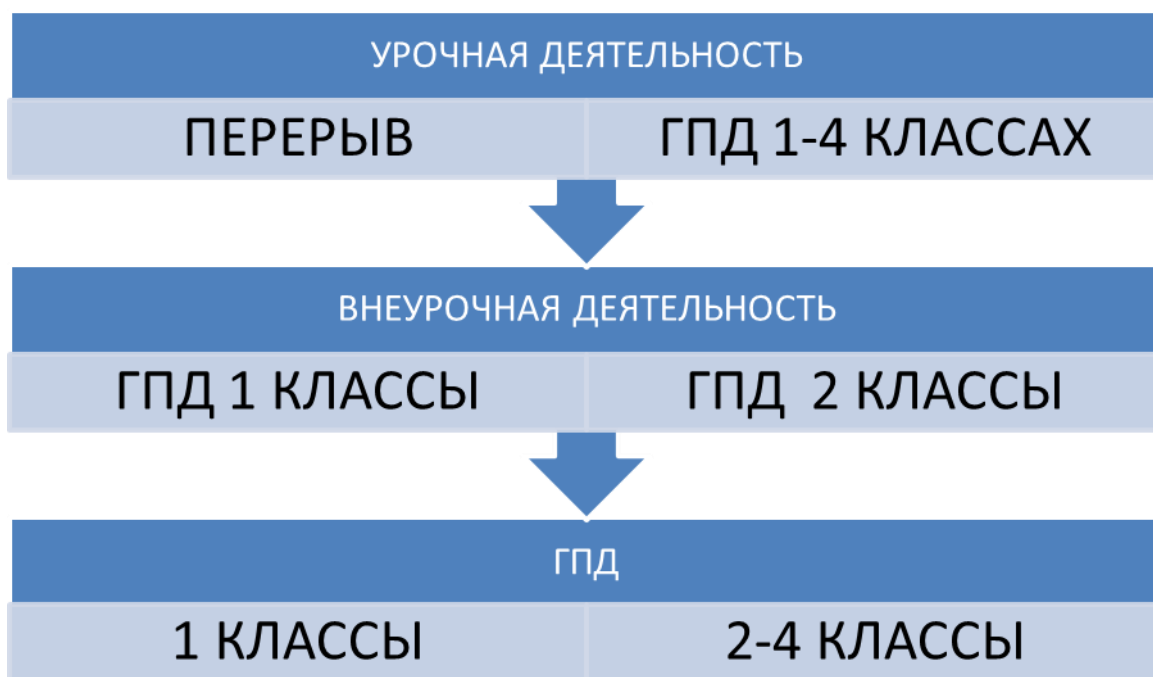 УРОЧНАЯ ДЕЯТЕЛЬНОСТЬ
ПЕРЕРЫВ
ГПД 1-4 КЛАССАХ
ВНЕУРОЧНАЯ ДЕЯТЕЛЬНОСТЬ
ГПД 1 КЛАССЫ
ГПД 2 КЛАССЫ
ГПД
1 КЛАССЫ
2-4 КЛАССЫ